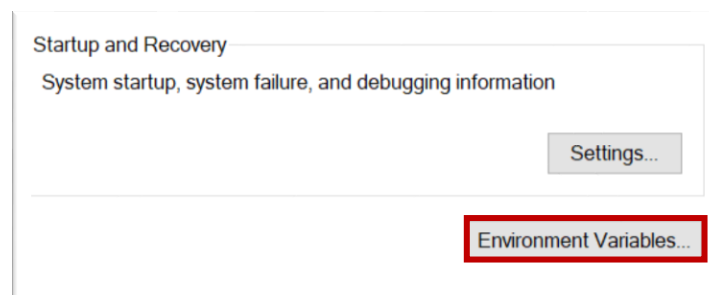 Startup and Recovery
System startup, system failure, and debugging information
Settings...
Environment Variables...